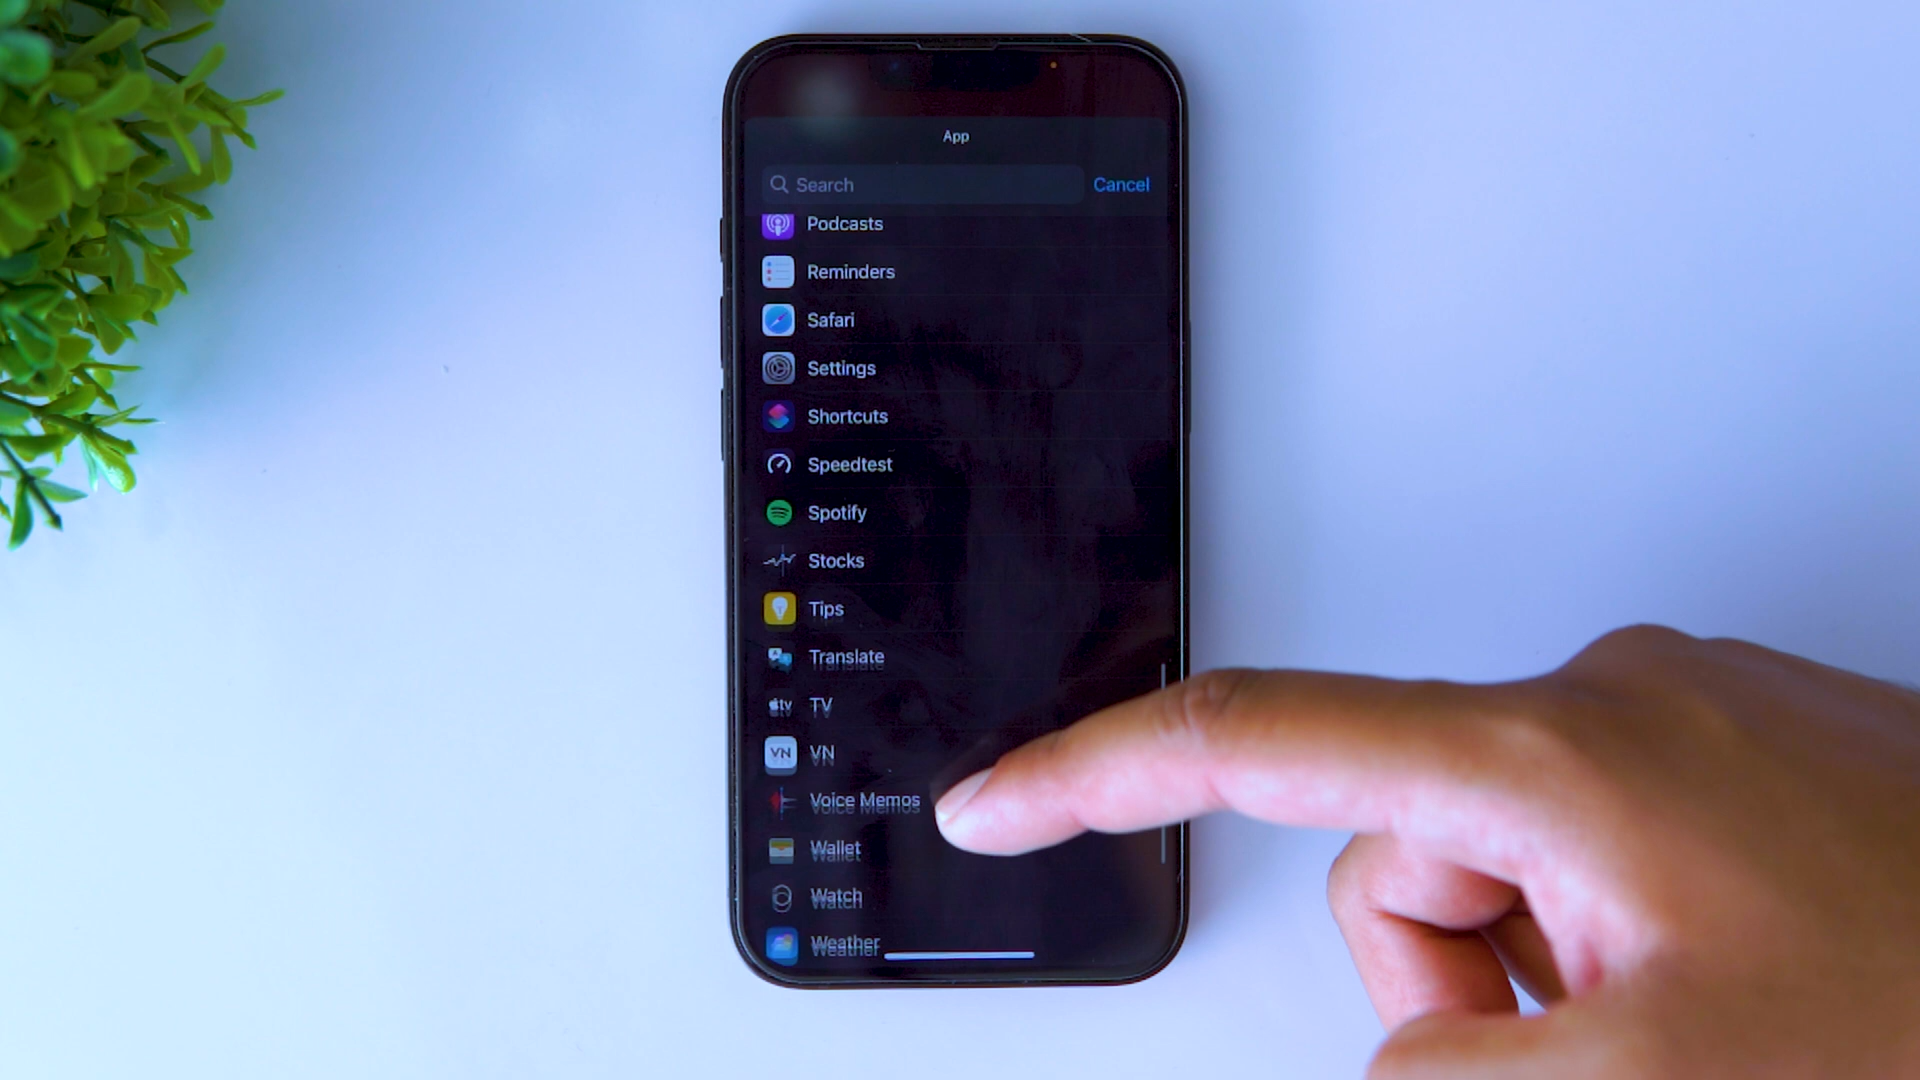 App
Search
Cancel
Podcasts
Reminders
Safari
Settings
Shortcuts
Speedtest
Spotify
Stocks
Tips
Translate
tv TV
VN VN
Voice Memos
Wallet
Watch
Weather